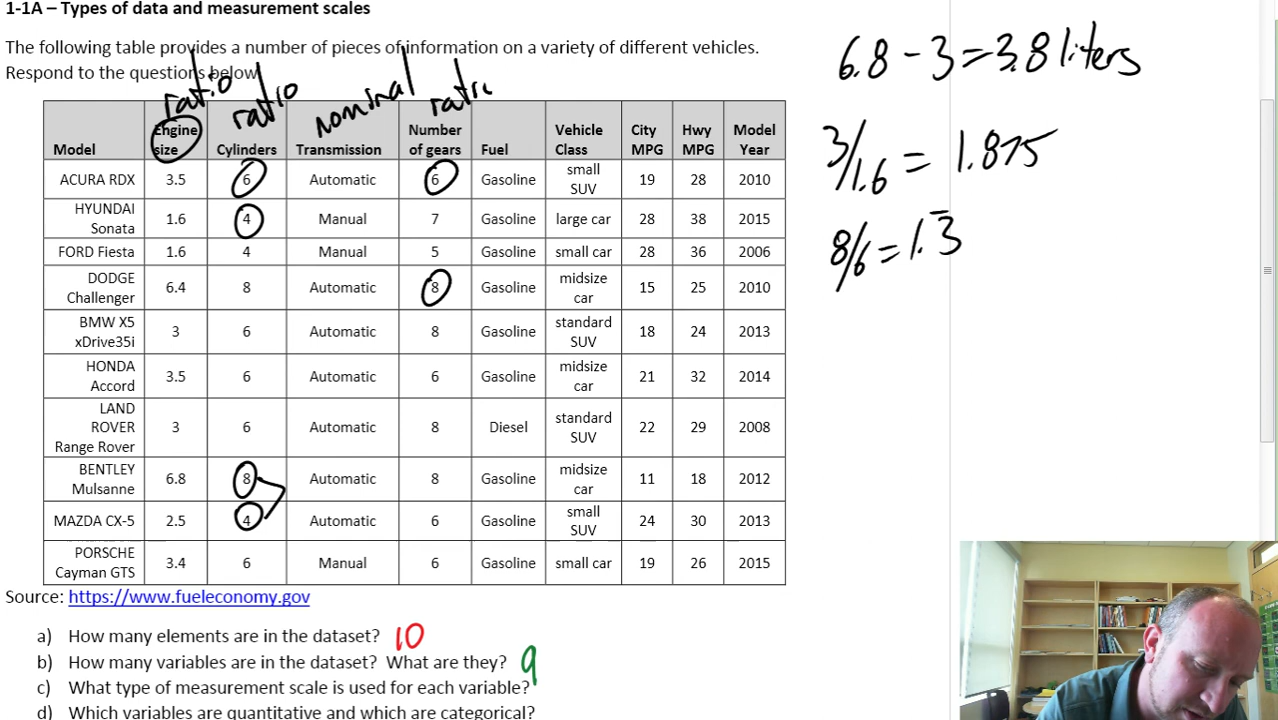 1-1A – Types of data and measurement scales
The following table provides a number of pieces of information on a variety of different vehicles.
Respond to the questions below.
ratio ratio nominal ratio
Model Engine size Cylinders Transmission Number of gears Fuel Vehicle Class City MPG Hwy MPG Model Year
ACURA RDX 3.5 6 Automatic 6 Gasoline small SUV 19 28 2010
HYUNDAI Sonata 1.6 4 Manual 7 Gasoline large car 28 38 2015
FORD Fiesta 1.6 4 Manual 5 Gasoline small car 28 36 2006
DODGE Challenger 6.4 8 Automatic 8 Gasoline midsize car 15 25 2010
BMW X5 xDrive35i 3 6 Automatic 8 Gasoline standard SUV 18 24 2013
HONDA Accord 3.5 6 Automatic 6 Gasoline midsize car 21 32 2014
LAND ROVER Range Rover 3 6 Automatic 8 Diesel standard SUV 22 29 2008
BENTLEY Mulsanne 6.8 8 Automatic 8 Gasoline midsize car 11 18 2012
MAZDA CX-5 2.5 4 Automatic 6 Gasoline small SUV 24 30 2013
PORSCHE Cayman GTS 3.4 6 Manual 6 Gasoline small car 19 26 2015
Source: https://www.fueleconomy.gov
a) How many elements are in the dataset? 10
b) How many variables are in the dataset? What are they? 9
c) What type of measurement scale is used for each variable?
d) Which variables are quantitative and which are categorical?
6.8 - 3 = 3.8 liters
3/1.6 = 1.875
8/6 = 1.3̅